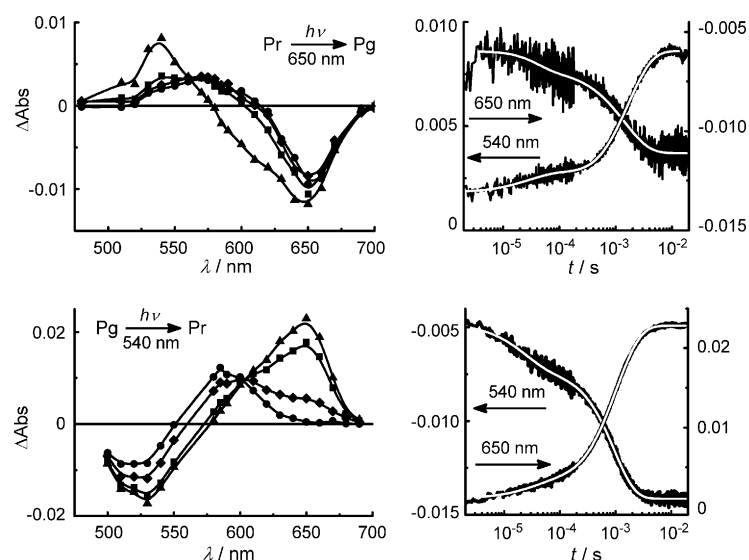 0.01
0
-0.01
ΔAbs
Pr hν 650 nm Pg
500 550 600 650 700
λ / nm
0.010
0.005
0
-0.005
-0.010
-0.015
650 nm
540 nm
10-5 10-4 10-3 10-2
t / s
0.02
0
-0.02
ΔAbs
Pg hν 540 nm Pr
500 550 600 650 700
λ / nm
-0.005
-0.010
-0.015
0.02
0.01
0
540 nm
650 nm
10-5 10-4 10-3 10-2
t / s